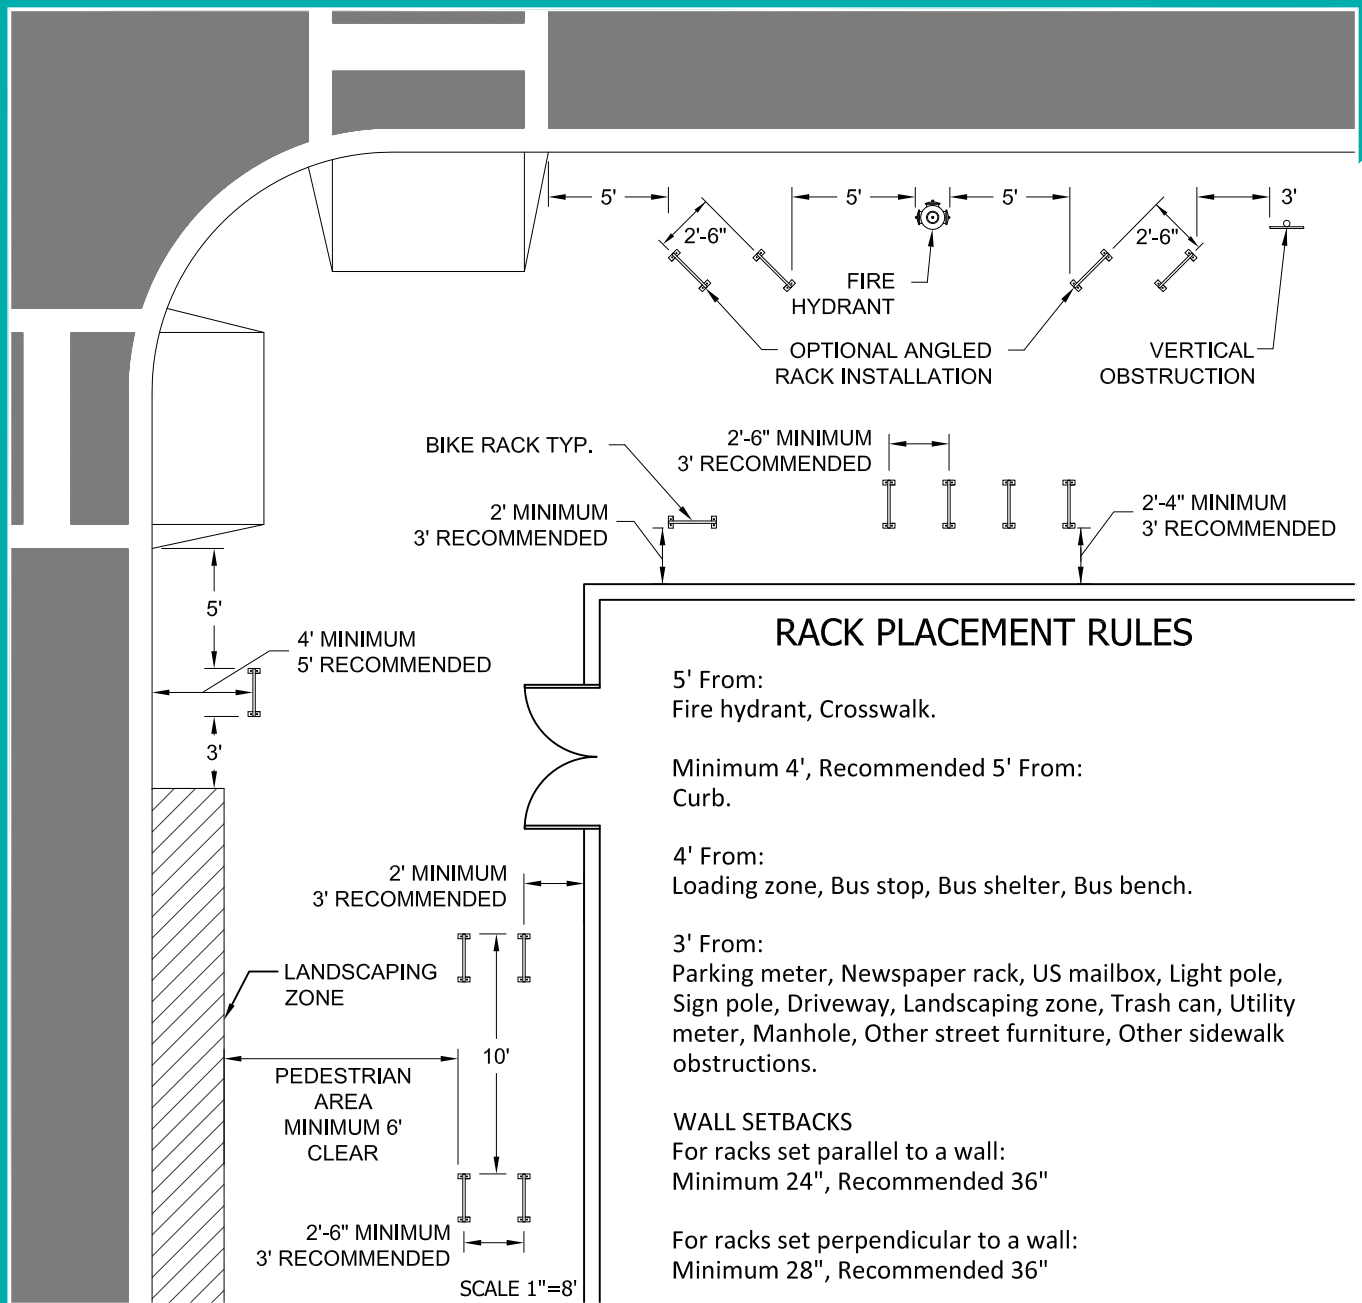 5'
5'
5'
3'
2'-6"
2'-6"
FIRE
HYDRANT
OPTIONAL ANGLED
RACK INSTALLATION
VERTICAL
OBSTRUCTION
BIKE RACK TYP.
2'-6" MINIMUM
3' RECOMMENDED
2' MINIMUM
3' RECOMMENDED
2'-4" MINIMUM
3' RECOMMENDED
5'
4' MINIMUM
5' RECOMMENDED
3'
2' MINIMUM
3' RECOMMENDED
LANDSCAPING
ZONE
10'
PEDESTRIAN
AREA
MINIMUM 6'
CLEAR
2'-6" MINIMUM
3' RECOMMENDED
SCALE 1"=8'
RACK PLACEMENT RULES
5' From:
Fire hydrant, Crosswalk.
Minimum 4', Recommended 5' From:
Curb.
4' From:
Loading zone, Bus stop, Bus shelter, Bus bench.
3' From:
Parking meter, Newspaper rack, US mailbox, Light pole,
Sign pole, Driveway, Landscaping zone, Trash can, Utility
meter, Manhole, Other street furniture, Other sidewalk
obstructions.
WALL SETBACKS
For racks set parallel to a wall:
Minimum 24", Recommended 36"
For racks set perpendicular to a wall:
Minimum 28", Recommended 36"